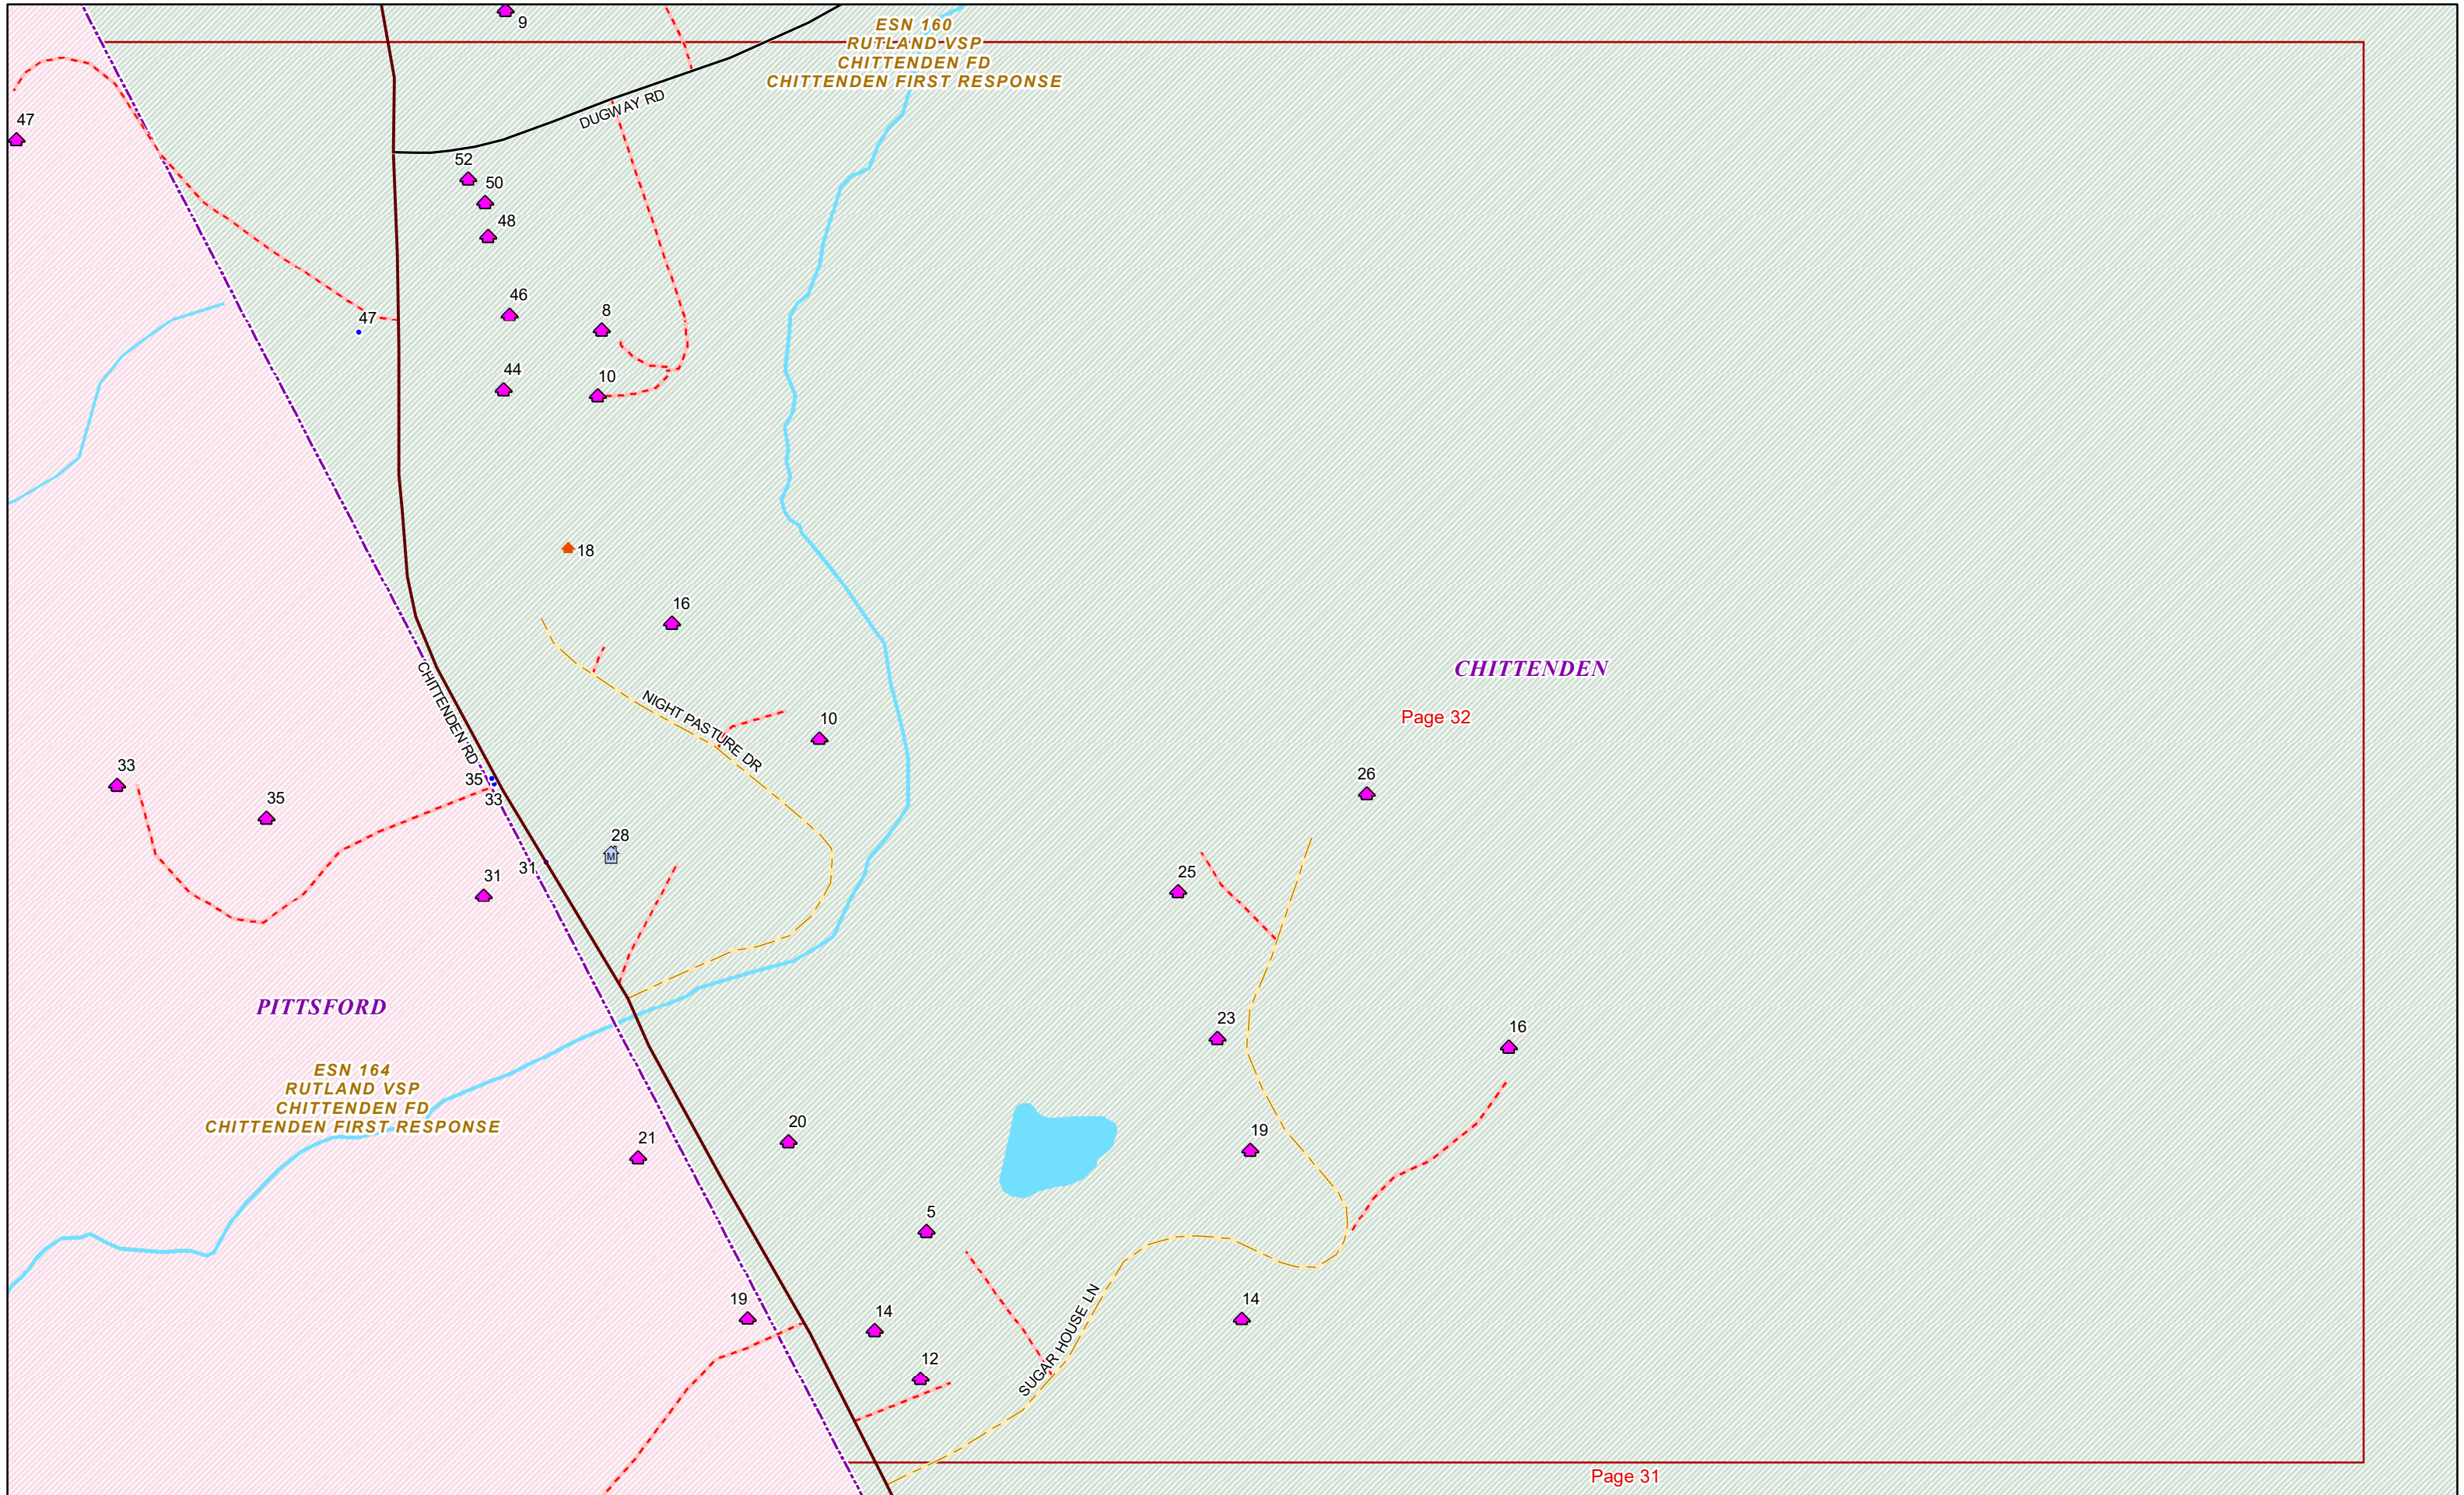 9
ESN 160
RUTLAND VSP
CHITTENDEN FD
CHITTENDEN FIRST RESPONSE
DUGWAY RD
47
52
50
48
46
8
47
44
10
18
16
CHITTENDEN
CHITTENDEN RD
NIGHT PASTURE DR
Page 32
10
33
35
35
33
26
28
M
31
31
25
PITTSFORD
23
16
ESN 164
RUTLAND VSP
CHITTENDEN FD
CHITTENDEN FIRST RESPONSE
20
21
19
5
19
14
14
SUGAR HOUSE LN
12
Page 31